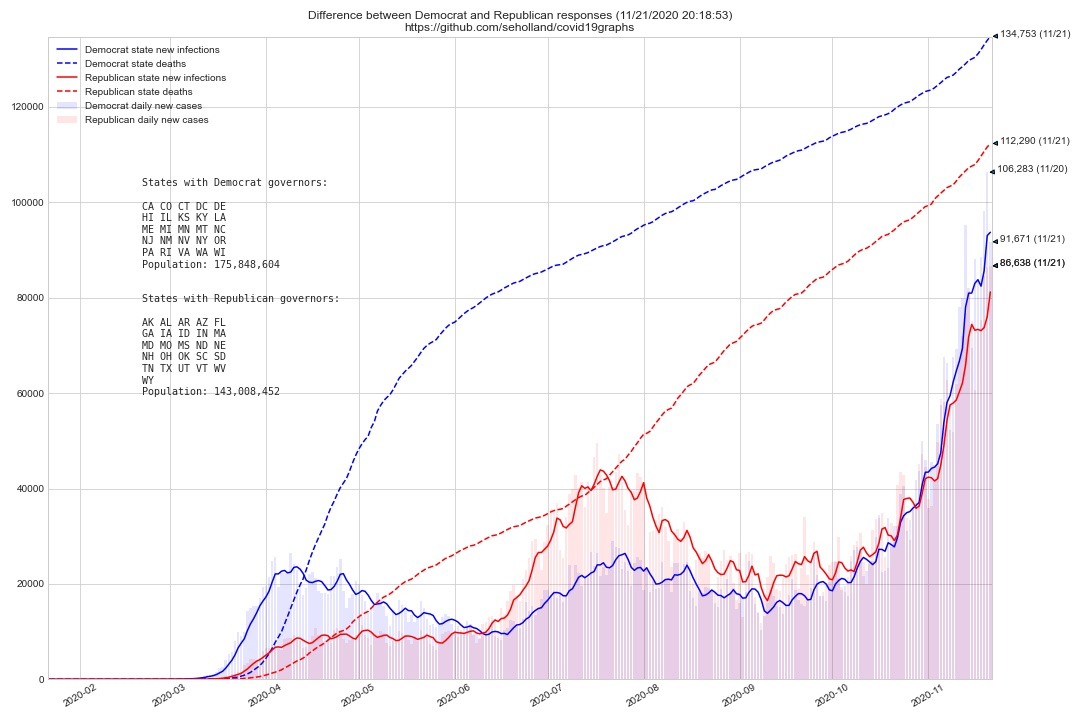 Difference between Democrat and Republican responses (11/21/2020 20:18:53)
https://github.com/seholland/covid19graphs
Democrat state new infections
Democrat state deaths
Republican state new infections
Republican state deaths
Democrat daily new cases
Republican daily new cases
States with Democrat governors:
CA CO CT DC DE
HI IL KS KY LA
ME MI MN MT NC
NJ NM NV NY OR
PA RI VA WA WI
Population: 175,848,604
States with Republican governors:
AK AL AR AZ FL
GA IA ID IN MA
MD MO MS ND NE
NH OH OK SC SD
TN TX UT VT WV
WY
Population: 143,008,452
134,753 (11/21)
112,290 (11/21)
106,283 (11/20)
91,671 (11/21)
86,638 (11/21)
120000
100000
80000
60000
40000
20000
0
2020-02
2020-03
2020-04
2020-05
2020-06
2020-07
2020-08
2020-09
2020-10
2020-11